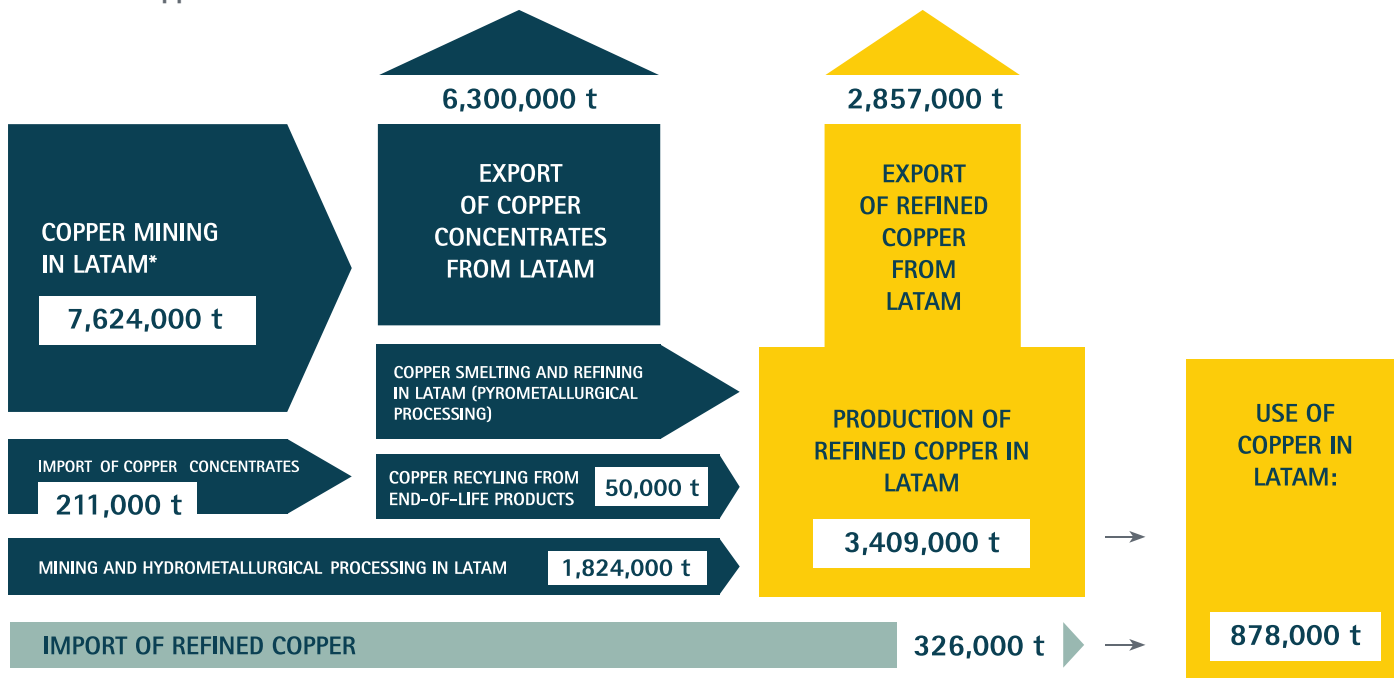 6,300,000 t
2,857,000 t
COPPER MINING
IN LATAM*
7,624,000 t
EXPORT
OF COPPER
CONCENTRATES
FROM LATAM
EXPORT
OF REFINED
COPPER
FROM
LATAM
COPPER SMELTING AND REFINING
IN LATAM (PYROMETALLURGICAL
PROCESSING)
PRODUCTION OF
REFINED COPPER IN
LATAM
3,409,000 t
USE OF
COPPER IN
LATAM:
878,000 t
IMPORT OF COPPER CONCENTRATES
211,000 t
COPPER RECYLING FROM
END-OF-LIFE PRODUCTS
50,000 t
MINING AND HYDROMETALLURGICAL PROCESSING IN LATAM
1,824,000 t
IMPORT OF REFINED COPPER
326,000 t